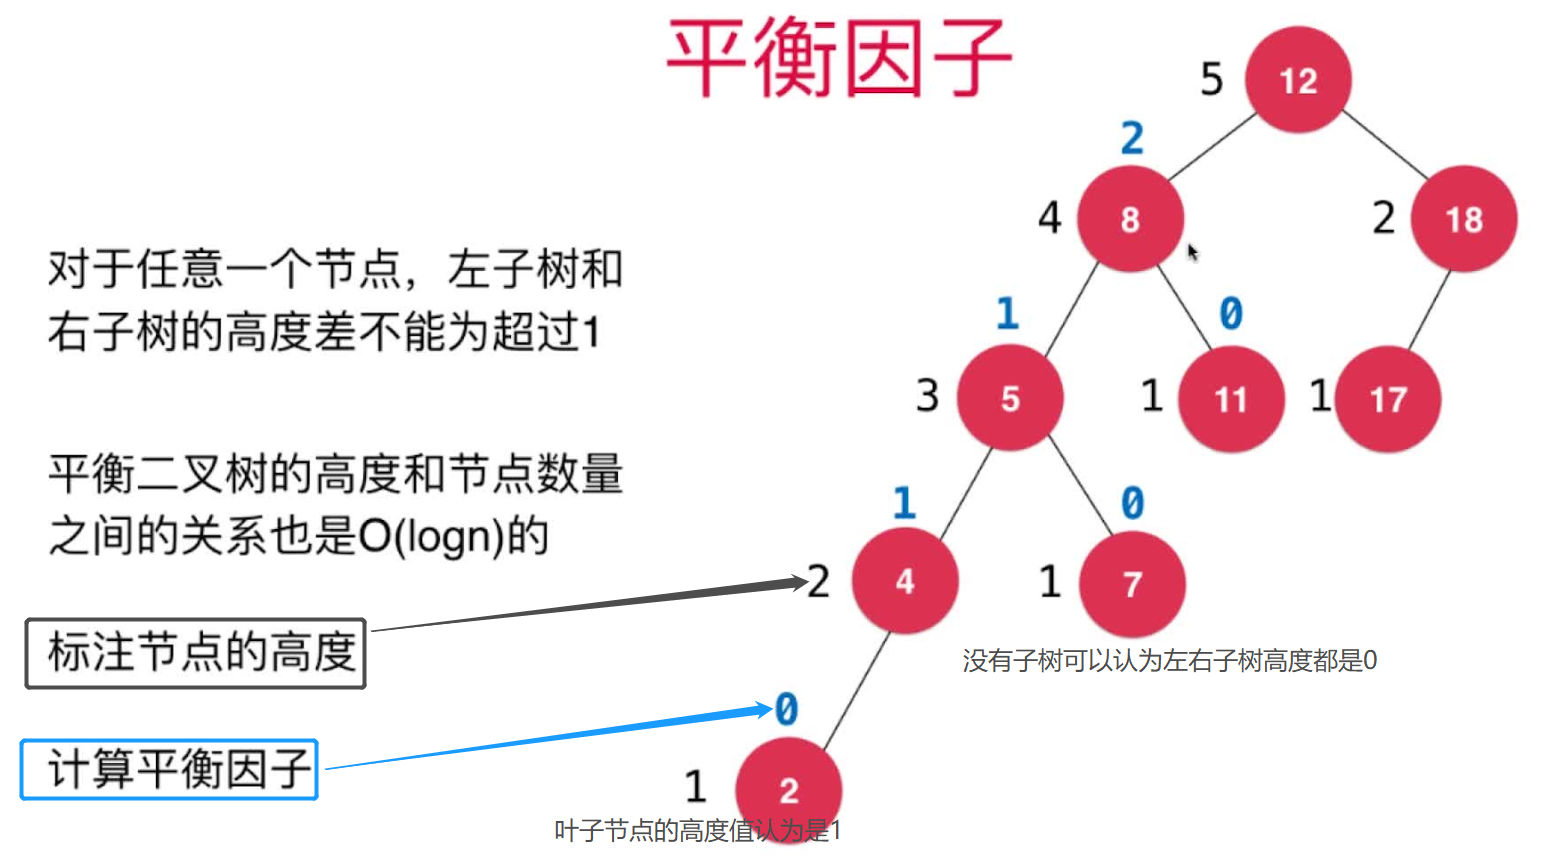 平衡因子
对于任意一个节点，左子树和
右子树的高度差不能为超过1
平衡二叉树的高度和节点数量
之间的关系也是O(logn)的
标注节点的高度
计算平衡因子
5 12
2
4 8
2 18
1
0
3 5
1 11
1 17
1
0
2 4
1 7
没有子树可以认为左右子树高度都是0
0
1 2
叶子节点的高度值认为是1